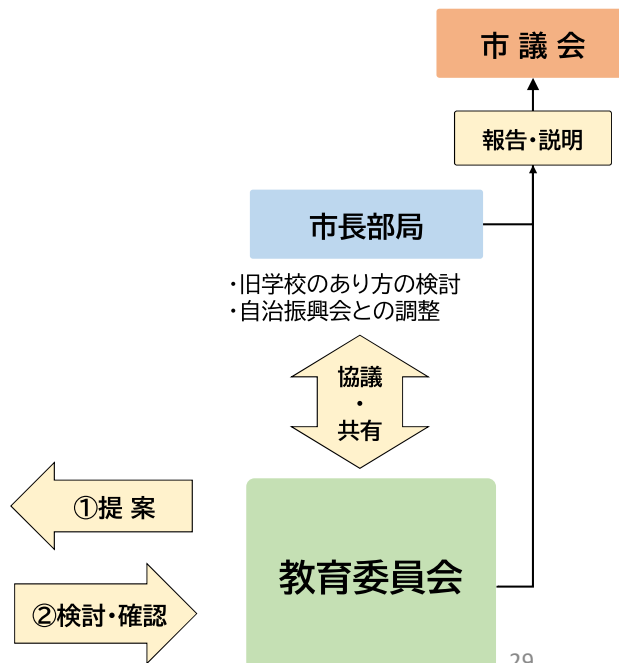 市 議 会
報告・説明
市長部局
・旧学校のあり方の検討
・自治振興会との調整
協議
・
共有
①提 案
教育委員会
②検討・確認
29